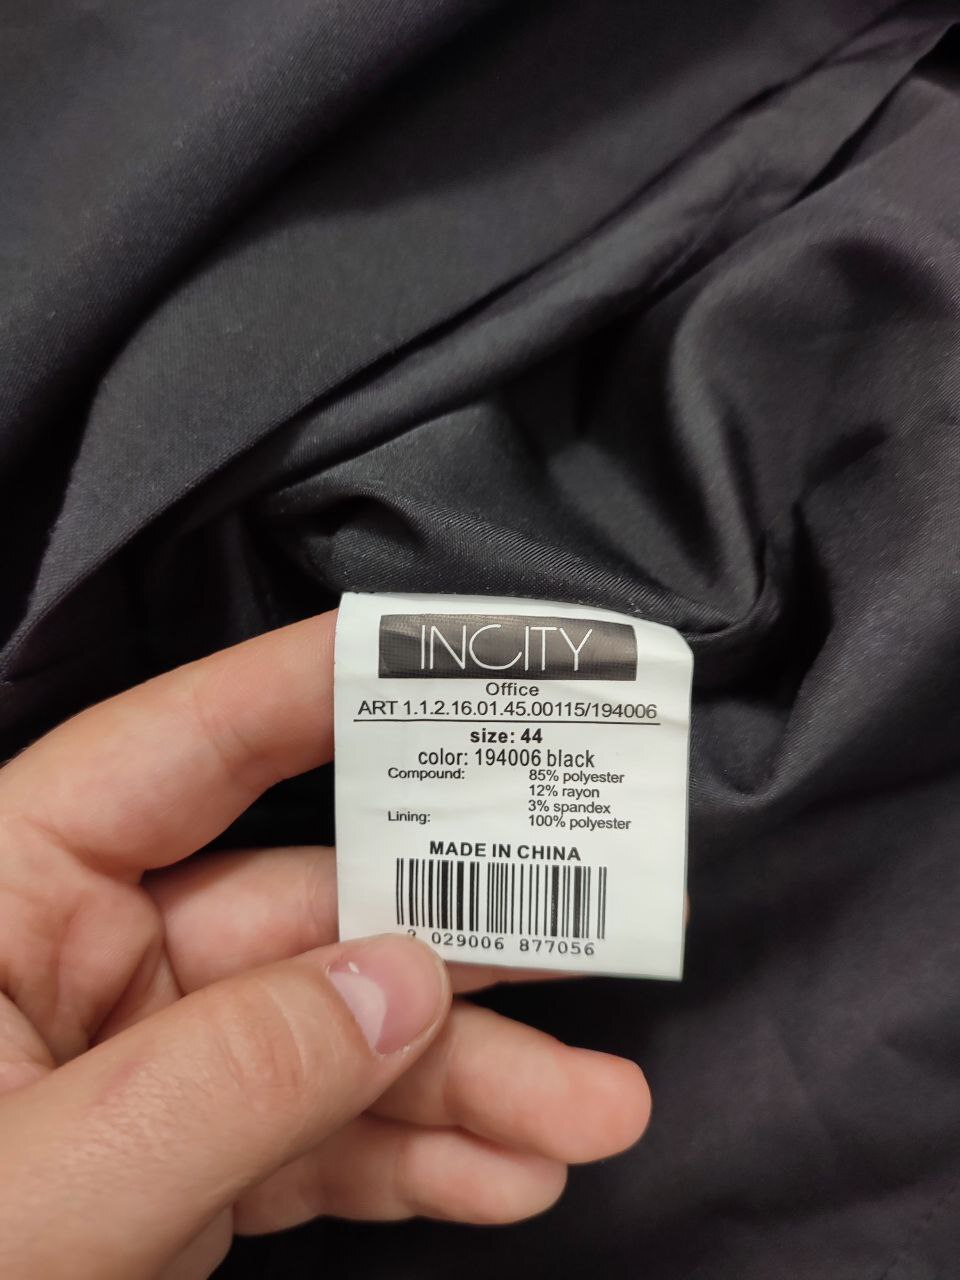 INCITY
Office
ART 1.1.2.16.01.45.00115/194006
size: 44
color: 194006 black
Compound: 85% polyester
12% rayon
3% spandex
Lining: 100% polyester
MADE IN CHINA
029006 877056